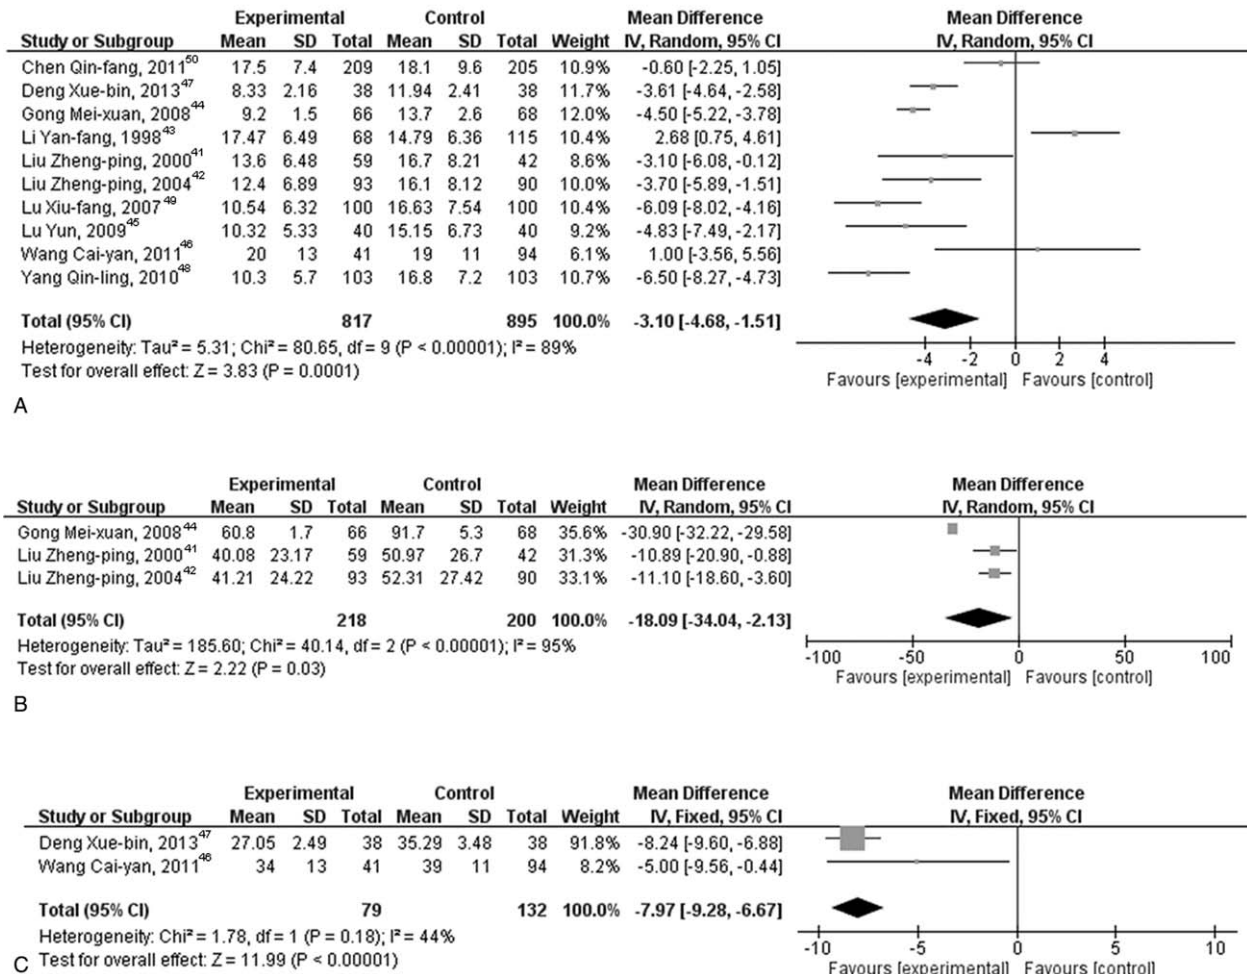 Experimental Control Mean Difference Mean Difference
Study or Subgroup Mean SD Total Mean SD Total Weight IV, Random, 95% CI IV, Random, 95% CI
Chen Qin-fang, 2011⁵⁰ 17.5 7.4 209 18.1 9.6 205 10.9% -0.60 [-2.25, 1.05]
Deng Xue-bin, 2013⁴⁷ 8.33 2.16 38 11.94 2.41 38 11.7% -3.61 [-4.64, -2.58]
Gong Mei-xuan, 2008⁴⁴ 9.2 1.5 66 13.7 2.6 68 12.0% -4.50 [-5.22, -3.78]
Li Yan-fang, 1998⁴³ 17.47 6.49 68 14.79 6.36 115 10.4% 2.68 [0.75, 4.61]
Liu Zheng-ping, 2000⁴¹ 13.6 6.48 59 16.7 8.21 42 8.6% -3.10 [-6.08, -0.12]
Liu Zheng-ping, 2004⁴² 12.4 6.89 93 16.1 8.12 90 10.0% -3.70 [-5.89, -1.51]
Lu Xiu-fang, 2007⁴⁹ 10.54 6.32 100 16.63 7.54 100 10.4% -6.09 [-8.02, -4.16]
Lu Yun, 2009⁴⁵ 10.32 5.33 40 15.15 6.73 40 9.2% -4.83 [-7.49, -2.17]
Wang Cai-yan, 2011⁴⁶ 20 13 41 19 11 94 6.1% 1.00 [-3.56, 5.56]
Yang Qin-ling, 2010⁴⁸ 10.3 5.7 103 16.8 7.2 103 10.7% -6.50 [-8.27, -4.73]
Total (95% CI) 817 895 100.0% -3.10 [-4.68, -1.51]
Heterogeneity: Tau² = 5.31; Chi² = 80.65, df = 9 (P < 0.00001); I² = 89%
Test for overall effect: Z = 3.83 (P = 0.0001)
-4 -2 0 2 4
Favours [experimental] Favours [control]
A
Experimental Control Mean Difference Mean Difference
Study or Subgroup Mean SD Total Mean SD Total Weight IV, Random, 95% CI IV, Random, 95% CI
Gong Mei-xuan, 2008⁴⁴ 60.8 1.7 66 91.7 5.3 68 35.6% -30.90 [-32.22, -29.58]
Liu Zheng-ping, 2000⁴¹ 40.08 23.17 59 50.97 26.7 42 31.3% -10.89 [-20.90, -0.88]
Liu Zheng-ping, 2004⁴² 41.21 24.22 93 52.31 27.42 90 33.1% -11.10 [-18.60, -3.60]
Total (95% CI) 218 200 100.0% -18.09 [-34.04, -2.13]
Heterogeneity: Tau² = 185.60; Chi² = 40.14, df = 2 (P < 0.00001); I² = 95%
Test for overall effect: Z = 2.22 (P = 0.03)
-100 -50 0 50 100
Favours [experimental] Favours [control]
B
Experimental Control Mean Difference Mean Difference
Study or Subgroup Mean SD Total Mean SD Total Weight IV, Fixed, 95% CI IV, Fixed, 95% CI
Deng Xue-bin, 2013⁴⁷ 27.05 2.49 38 35.29 3.48 38 91.8% -8.24 [-9.60, -6.88]
Wang Cai-yan, 2011⁴⁶ 34 13 41 39 11 94 8.2% -5.00 [-9.56, -0.44]
Total (95% CI) 79 132 100.0% -7.97 [-9.28, -6.67]
Heterogeneity: Chi² = 1.78, df = 1 (P = 0.18); I² = 44%
Test for overall effect: Z = 11.99 (P < 0.00001)
-10 -5 0 5 10
Favours [experimental] Favours [control]
C